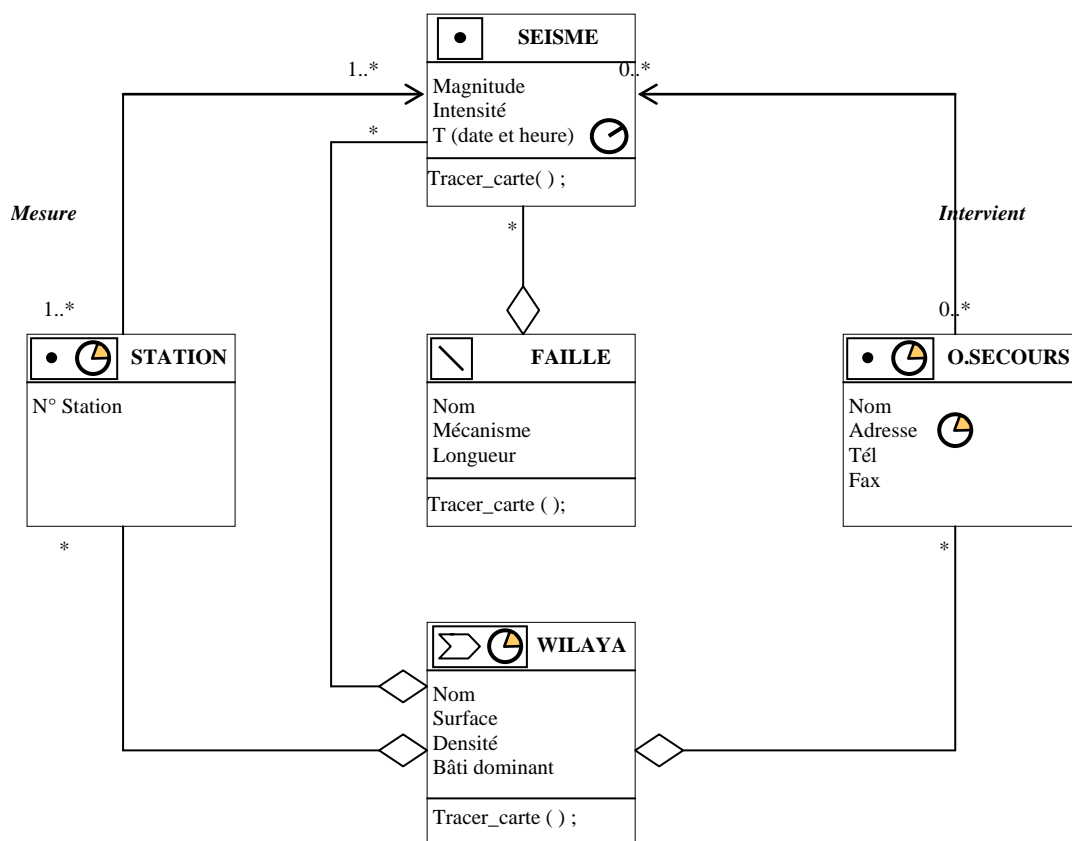 SEISME
1..*
0..*
Magnitude
Intensité
T (date et heure)
*
Tracer_carte( ) ;
Mesure
Intervient
*
1..*
0..*
STATION
FAILLE
O.SECOURS
N° Station
Nom
Mécanisme
Longueur
Nom
Adresse
Tél
Fax
Tracer_carte ( );
*
*
WILAYA
Nom
Surface
Densité
Bâti dominant
Tracer_carte ( ) ;